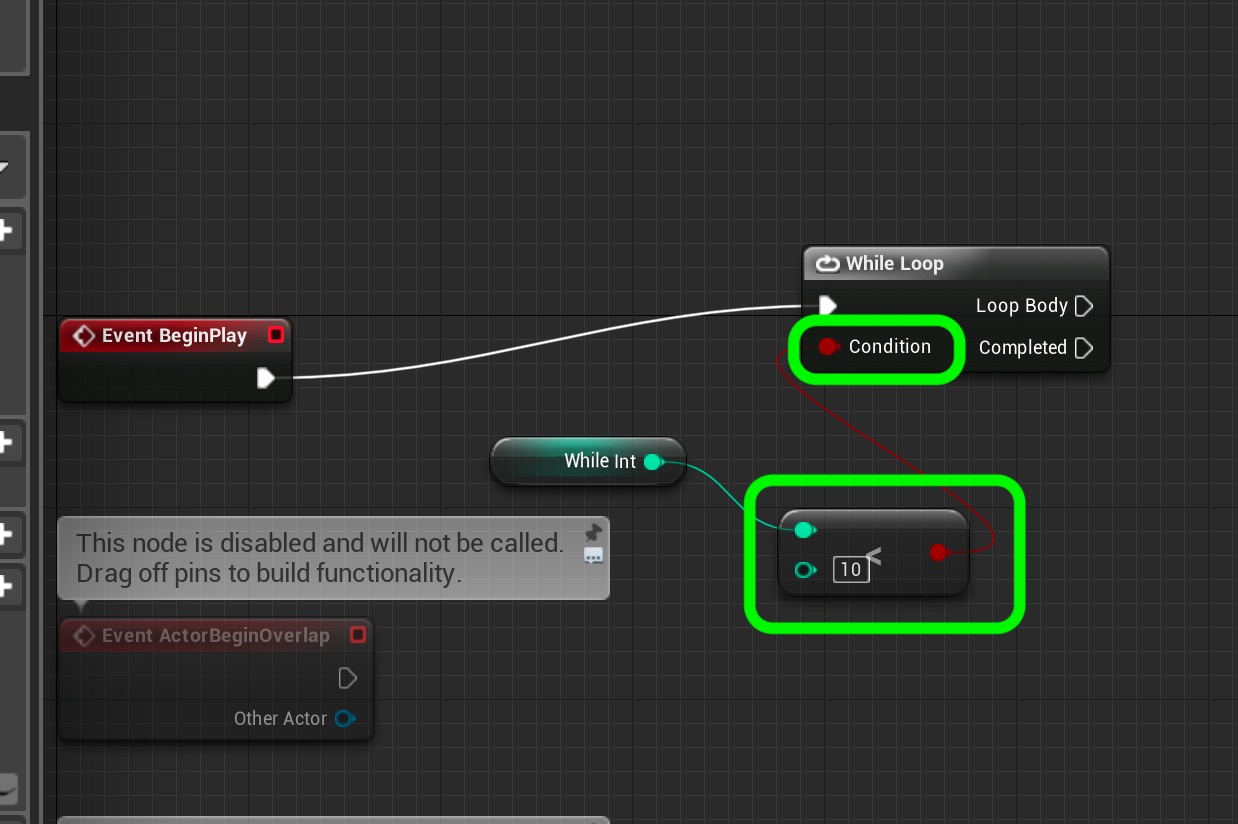 While Loop
Loop Body
Event BeginPlay
Condition
Completed
While Int
<
10
This node is disabled and will not be called.
Drag off pins to build functionality.
Event ActorBeginOverlap
Other Actor